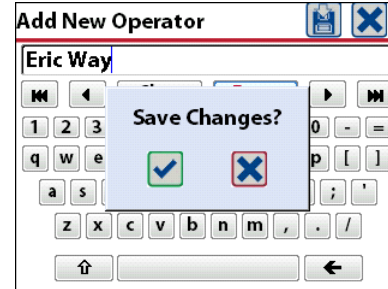 Add New Operator
Eric Way
Save Changes?
1 2 3 0 - =
q w e p [ ]
a s ; '
z x c v b n m , . /